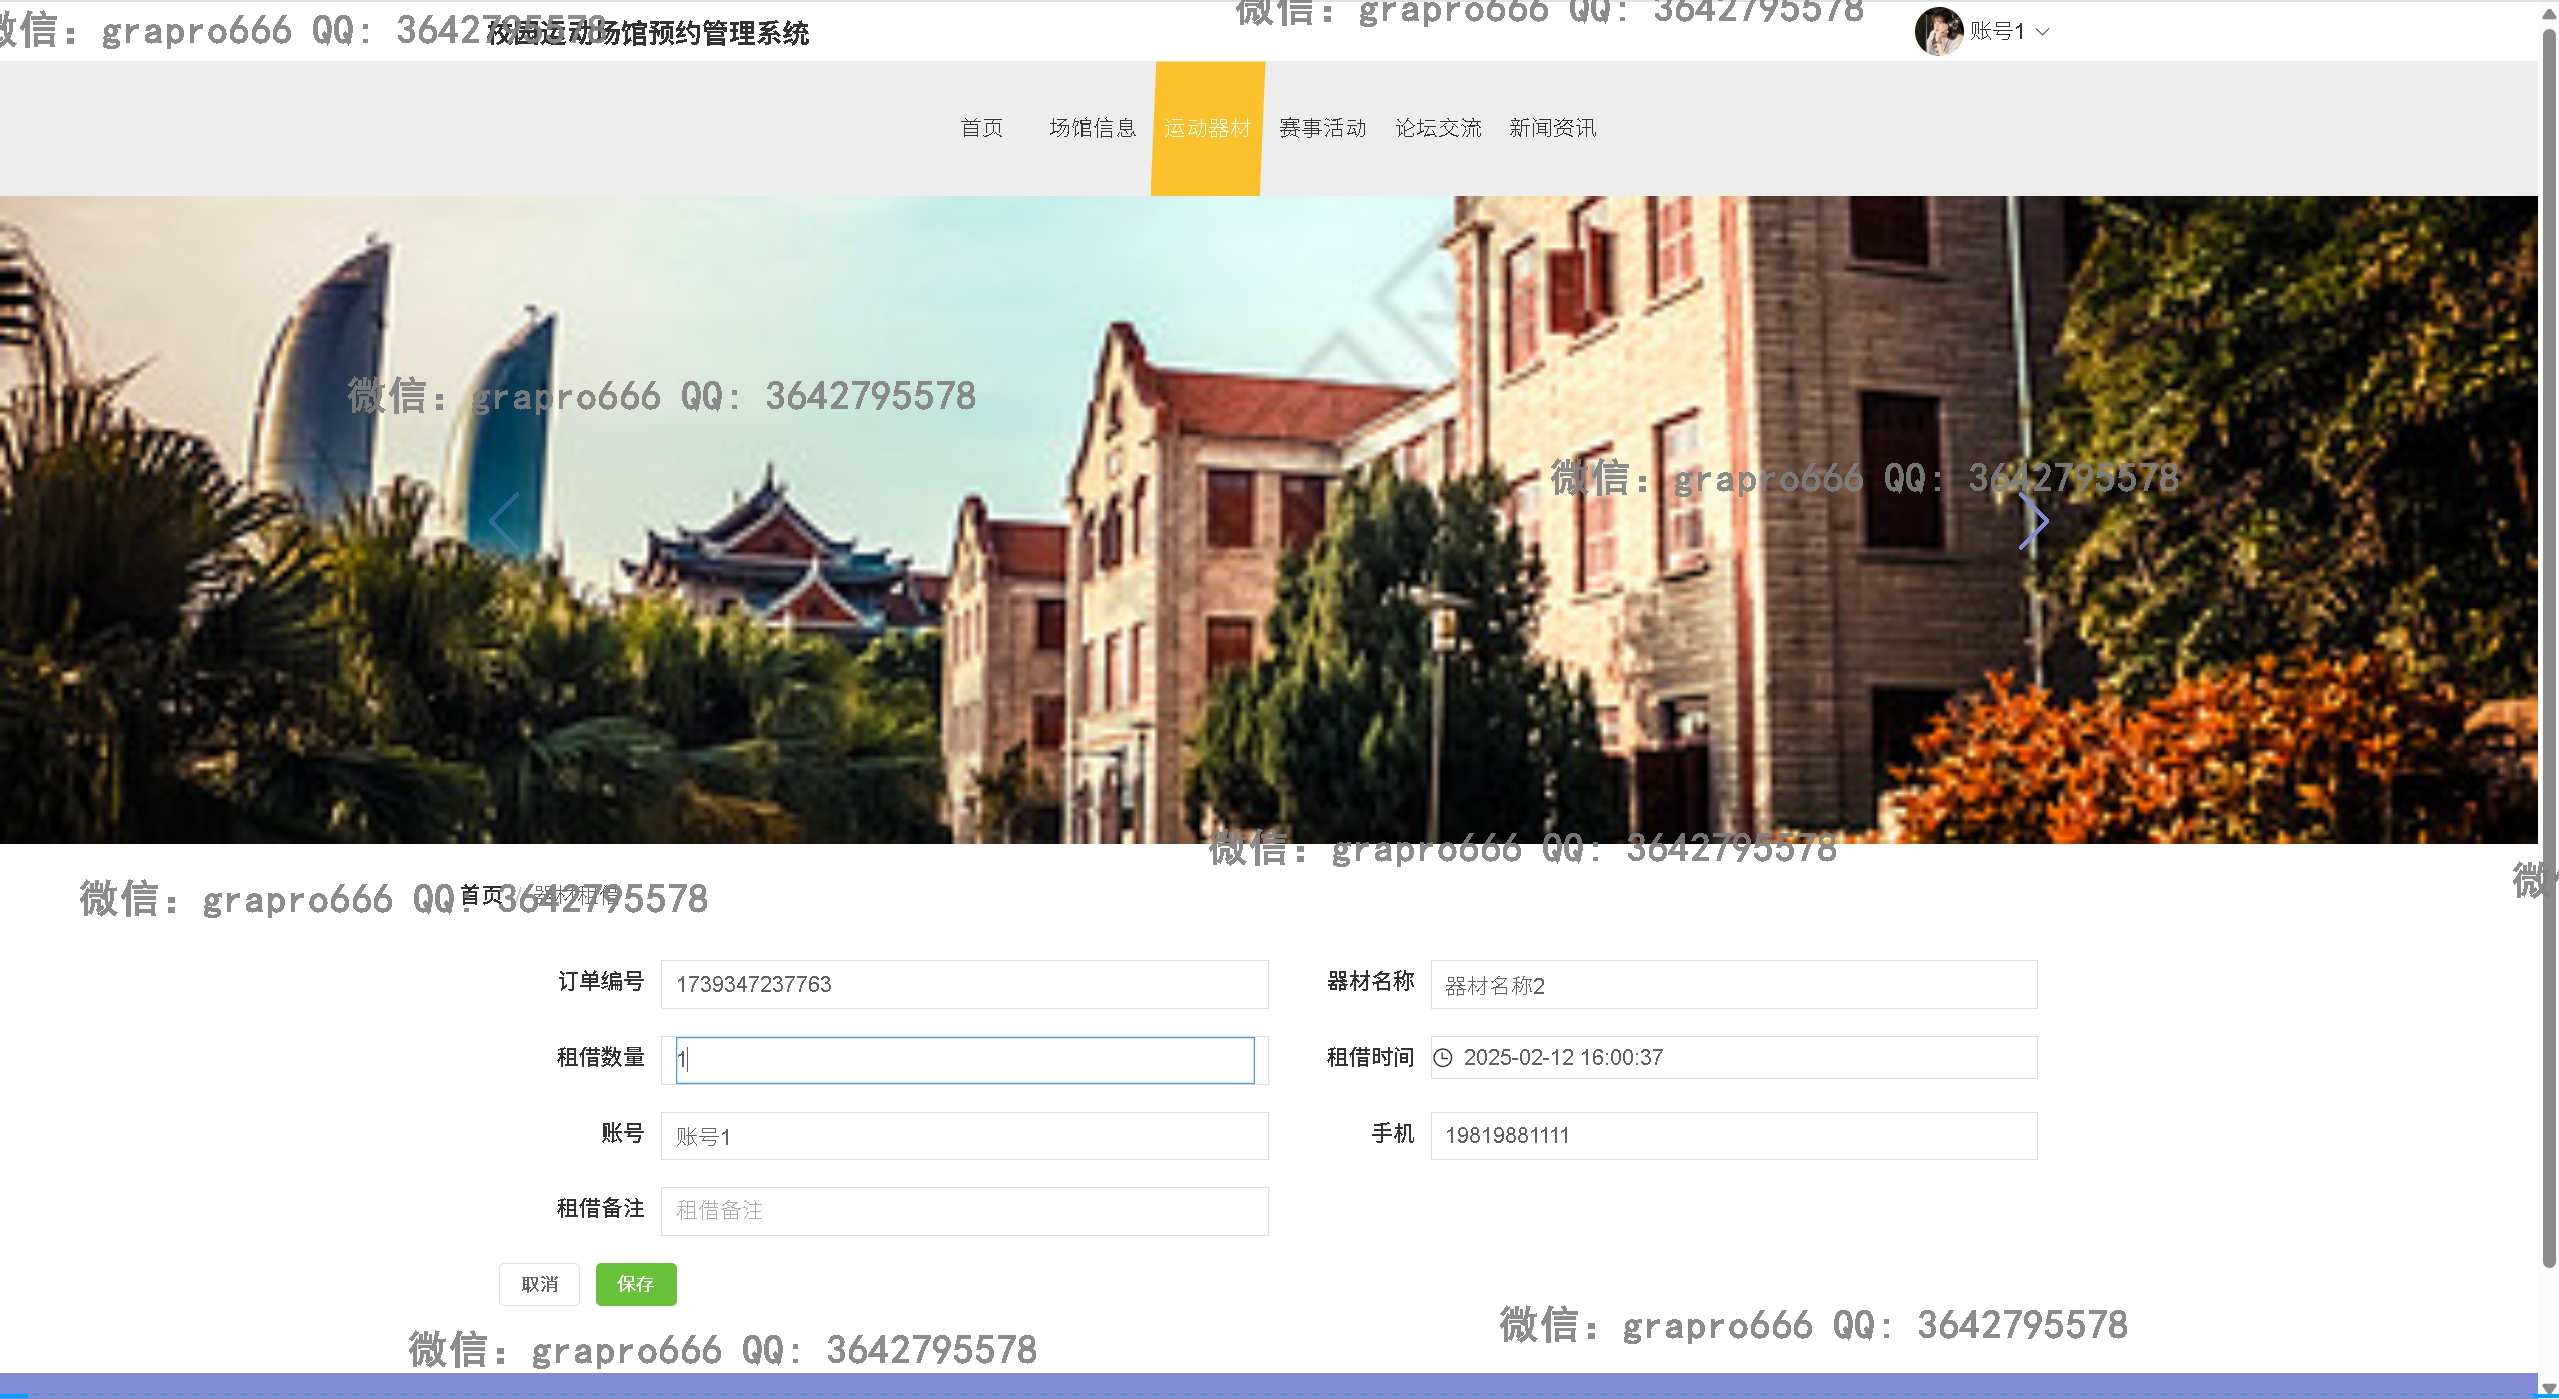 微信: grapro666 QQ: 3642795578
校园运动场馆预约管理系统
微信: grapro666 QQ: 3642795578
账号1
首页 场馆信息 运动器材 赛事活动 论坛交流 新闻资讯
微信: grapro666 QQ: 3642795578
微信: grapro666 QQ: 3642795578
微信: grapro666 QQ: 3642795578
微信: grapro666 QQ: 3642795578
首页 器材租借
微
订单编号 1739347237763 器材名称 器材名称2
租借数量 1 租借时间 2025-02-12 16:00:37
账号 账号1 手机 19819881111
租借备注 租借备注
取消 保存
微信: grapro666 QQ: 3642795578
微信: grapro666 QQ: 3642795578